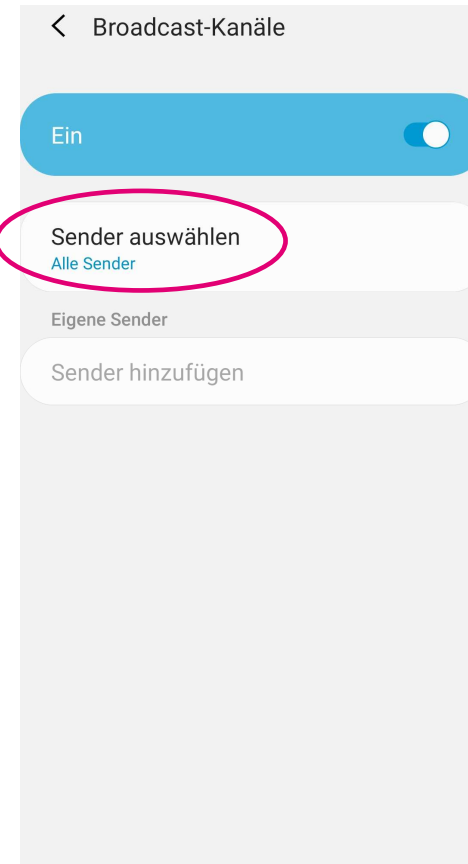 Broadcast-Kanäle
Ein
Sender auswählen
Alle Sender
Eigene Sender
Sender hinzufügen